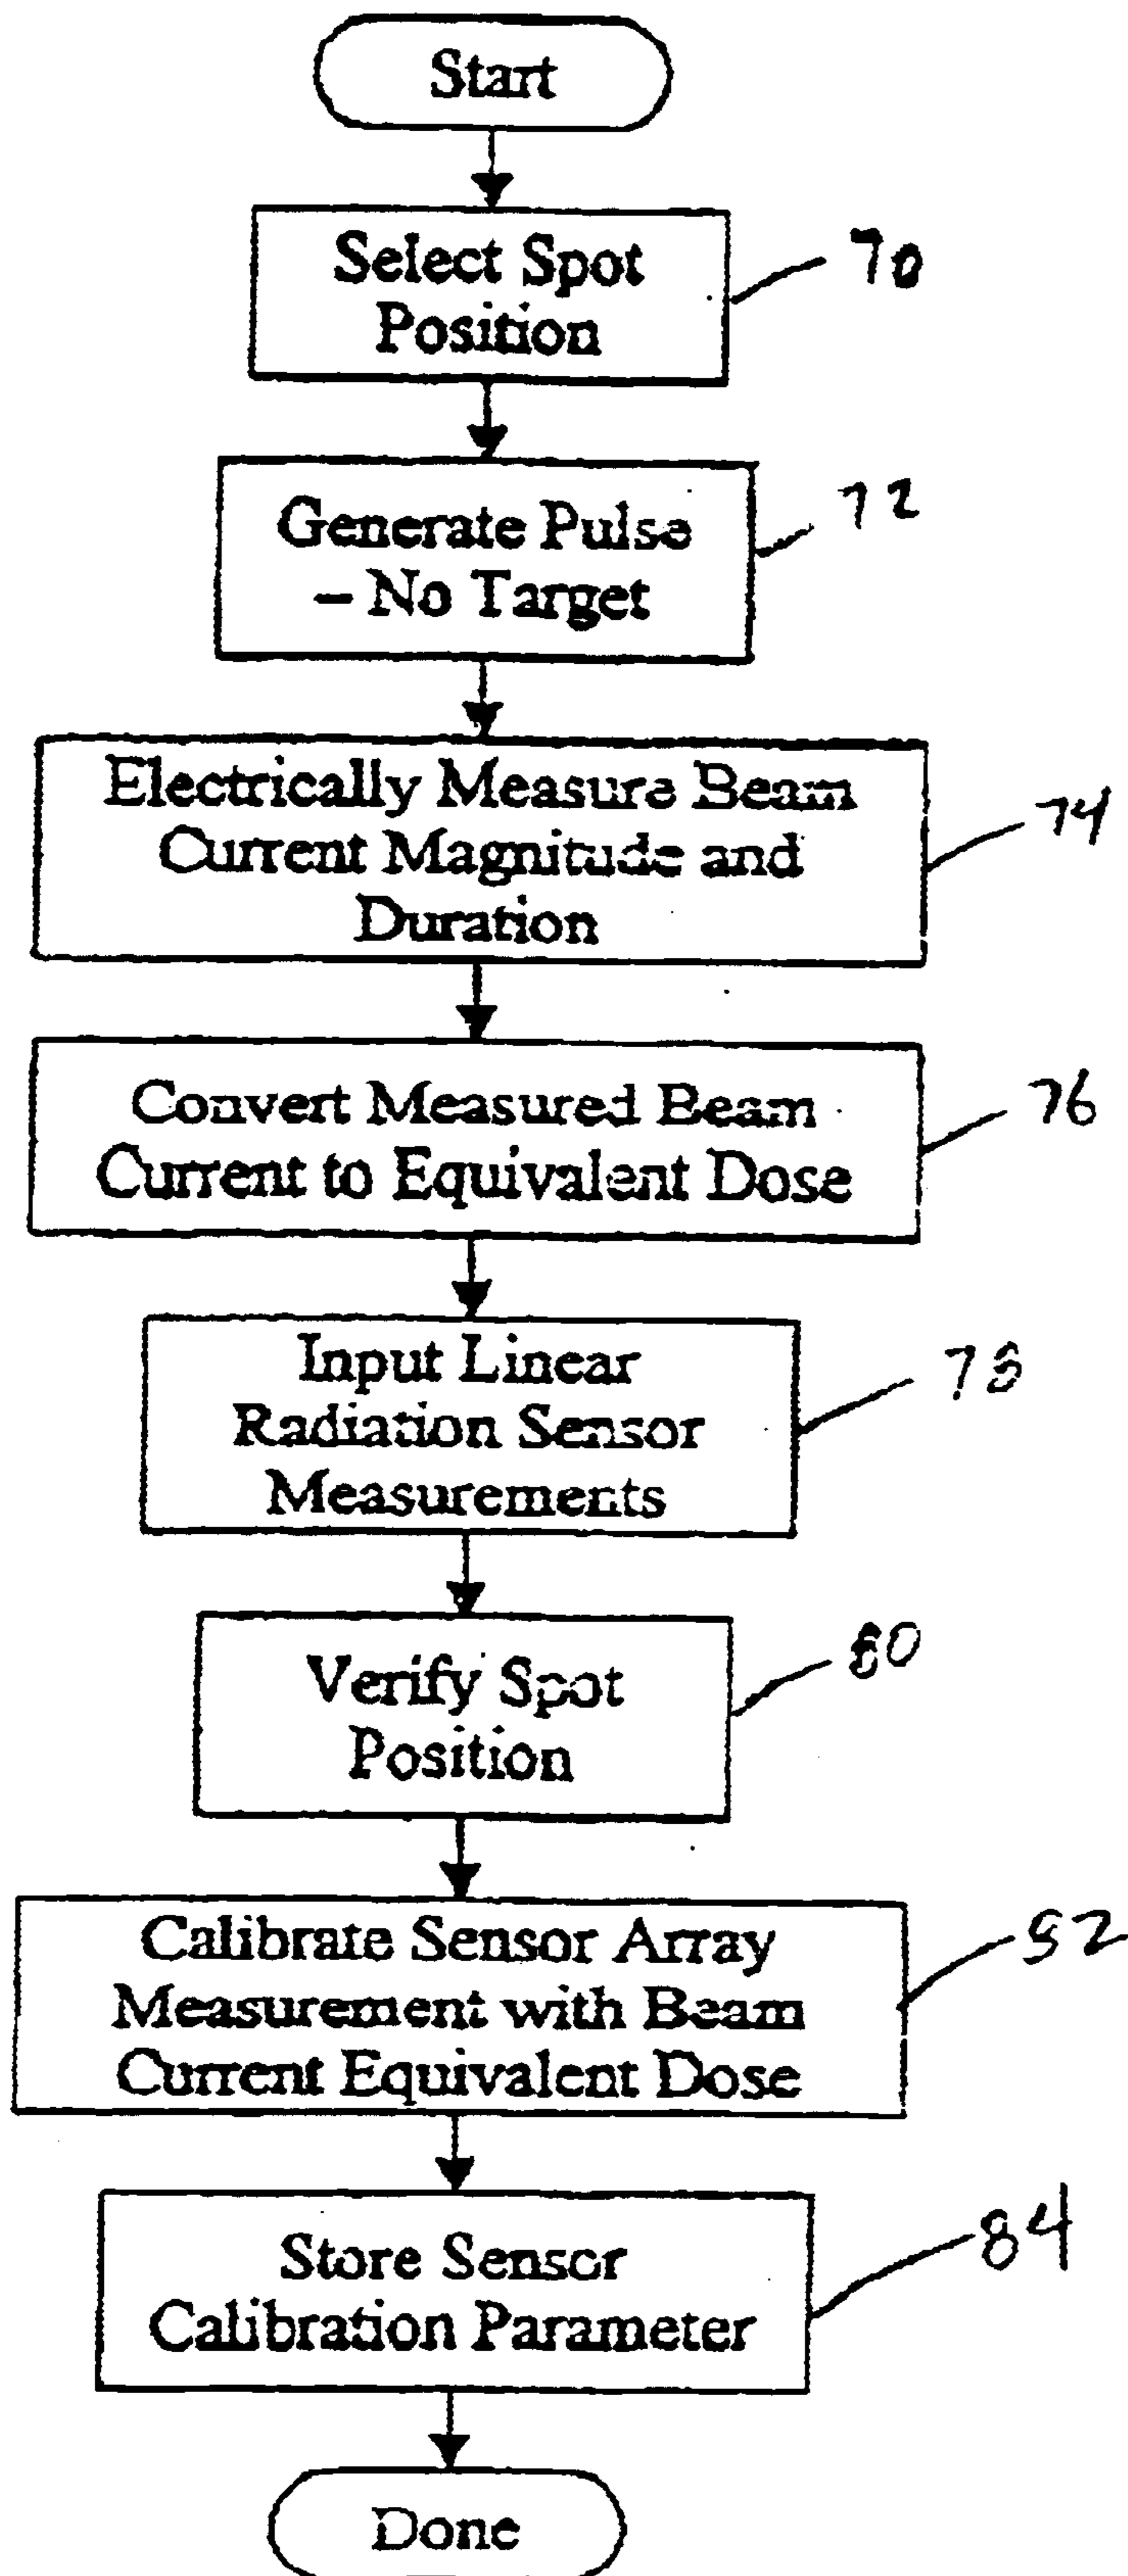 Start
Select Spot
Position
70
Generate Pulse
– No Target
72
Electrically Measure Beam
Current Magnitude and
Duration
74
Convert Measured Beam
Current to Equivalent Dose
76
Input Linear
Radiation Sensor
Measurements
78
Verify Spot
Position
80
Calibrate Sensor Array
Measurement with Beam
Current Equivalent Dose
82
Store Sensor
Calibration Parameter
84
Done